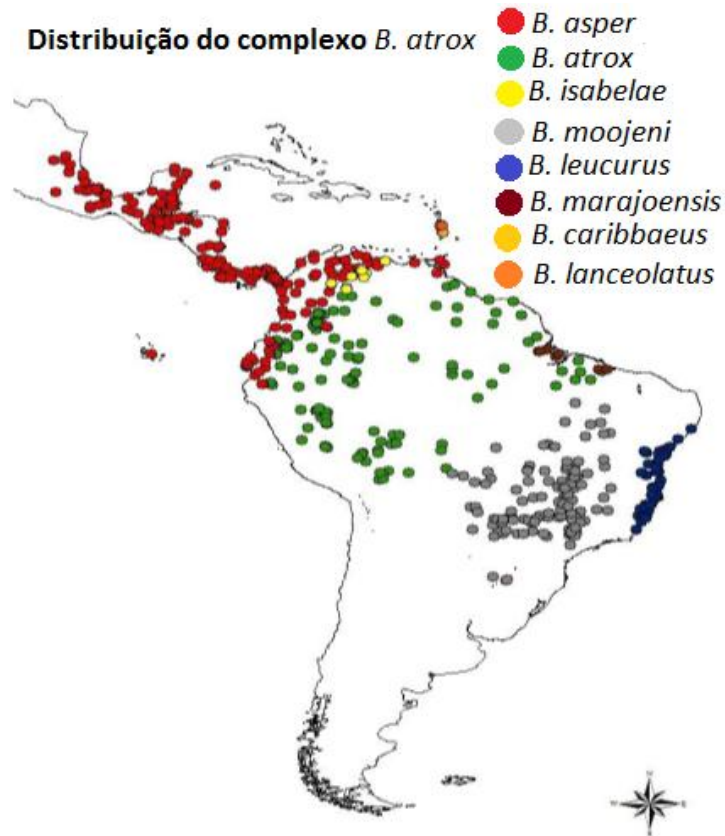 Distribuição do complexo B. atrox
B. asper
B. atrox
B. isabelae
B. moojeni
B. leucurus
B. marajoensis
B. caribbaeus
B. lanceolatus